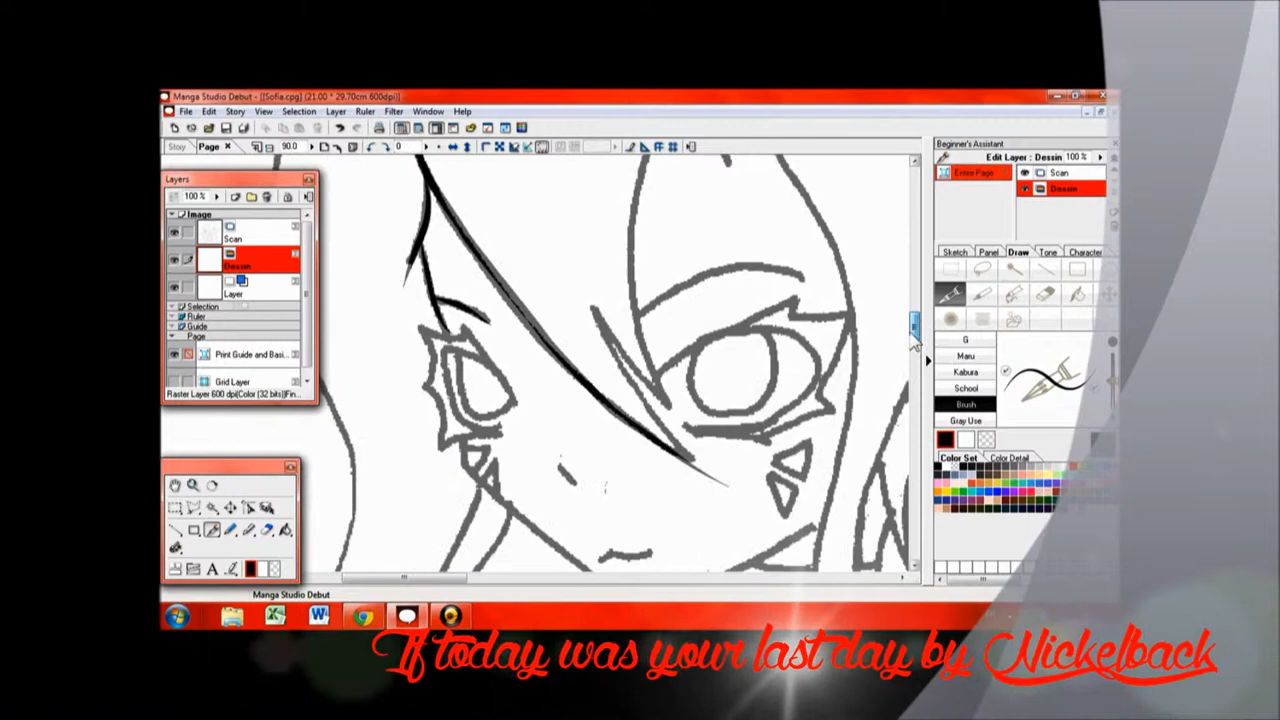 Manga Studio Debut - [[Sofia.cpg] (21.00 * 29.70cm 600dpi)]
File Edit Story View Selection Layer Ruler Filter Window Help
Story Page 90.0 0
Layers
100 %
Image
Scan
Dessin
Layer
Selection
Ruler
Guide
Page
Print Guide and Basi...
Grid Layer
Raster Layer 600 dpi(Color [32 bits])Fin...
Beginner's Assistant
Edit Layer : Dessin 100 %
Entire Page
Scan
Dessin
Sketch Panel Draw Tone Character
G
Maru
Kabura
School
Brush
Gray Use
Color Set Color Detail
Manga Studio Debut
If today was your last day by Nickelback